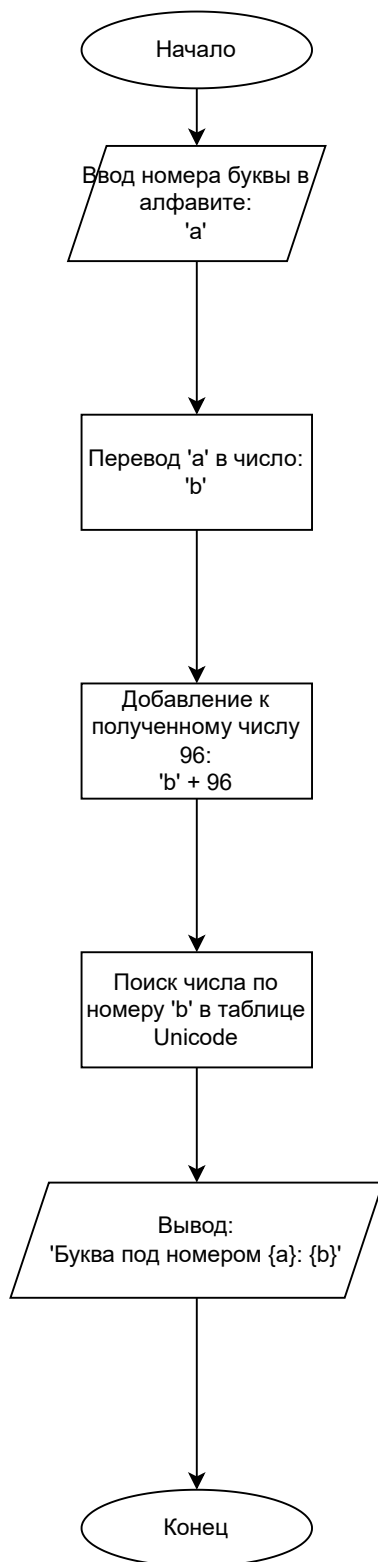 Начало
Ввод номера буквы в
алфавите:
'a'
Перевод 'a' в число:
'b'
Добавление к
полученному числу
96:
'b' + 96
Поиск числа по
номеру 'b' в таблице
Unicode
Вывод:
'Буква под номером {a}: {b}'
Конец